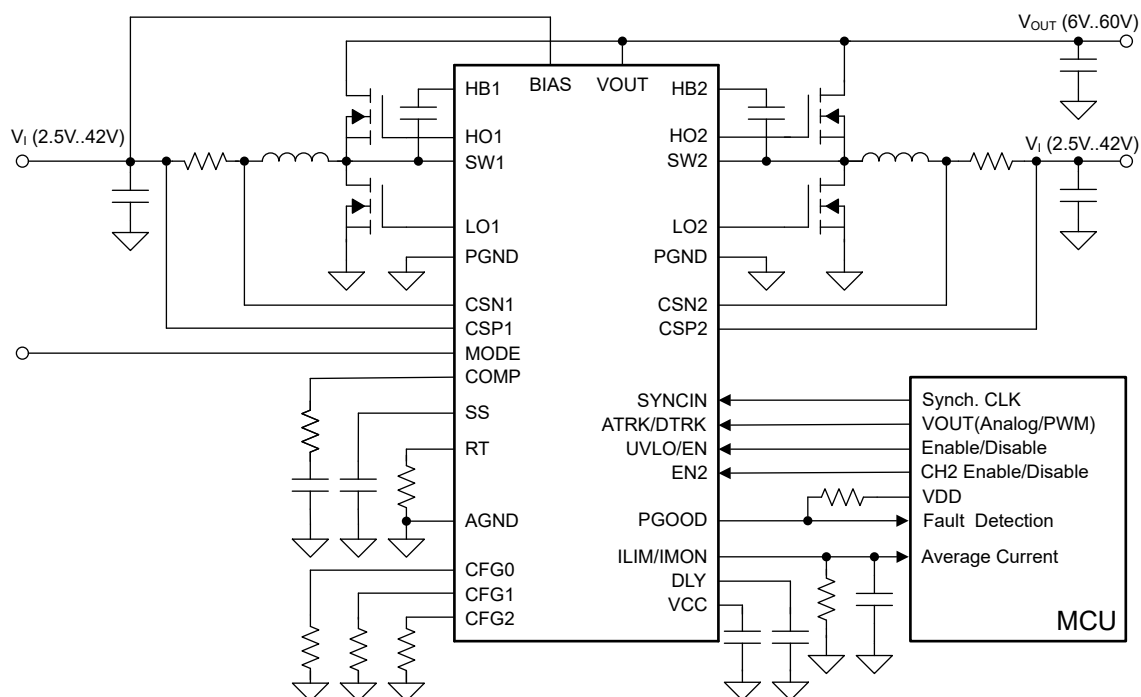 VOUT (6V..60V)
BIAS VOUT
HB1
HO1
SW1
LO1
PGND
CSN1
CSP1
MODE
COMP
SS
RT
AGND
CFG0
CFG1
CFG2
VI (2.5V..42V)
HB2
HO2
SW2
LO2
PGND
CSN2
CSP2
SYNCIN
ATRK/DTRK
UVLO/EN
EN2
PGOOD
ILIM/IMON
DLY
VCC
VI (2.5V..42V)
Synch. CLK
VOUT(Analog/PWM)
Enable/Disable
CH2 Enable/Disable
VDD
Fault Detection
Average Current
MCU